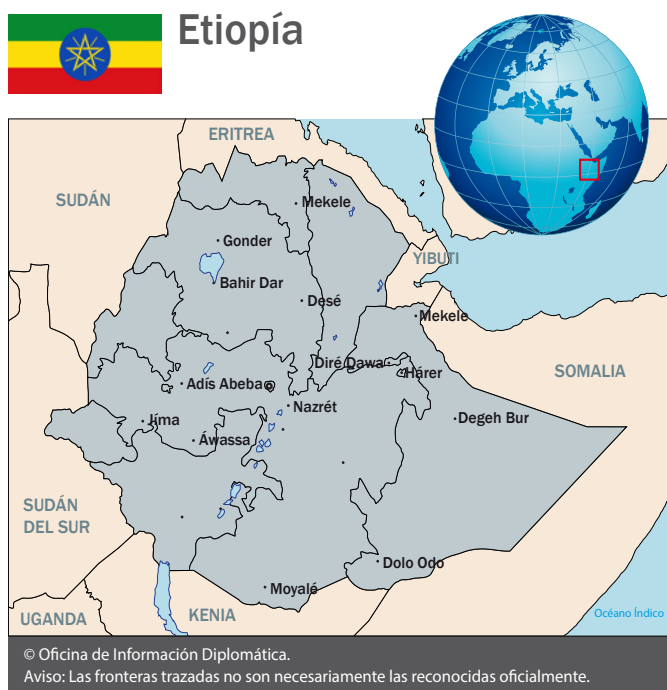 Etiopía
ERITREA
SUDÁN
Mekele
Gonder
YIBUTI
Bahir Dar
Desé
Mekele
Diré Dawa
Hárer
SOMALIA
Adís Abeba
Nazrét
Degeh Bur
Jíma
Áwassa
SUDÁN
DEL SUR
Dolo Odo
Moyalé
UGANDA
KENIA
Océano Índico
© Oficina de Información Diplomática.
Aviso: Las fronteras trazadas no son necesariamente las reconocidas oficialmente.